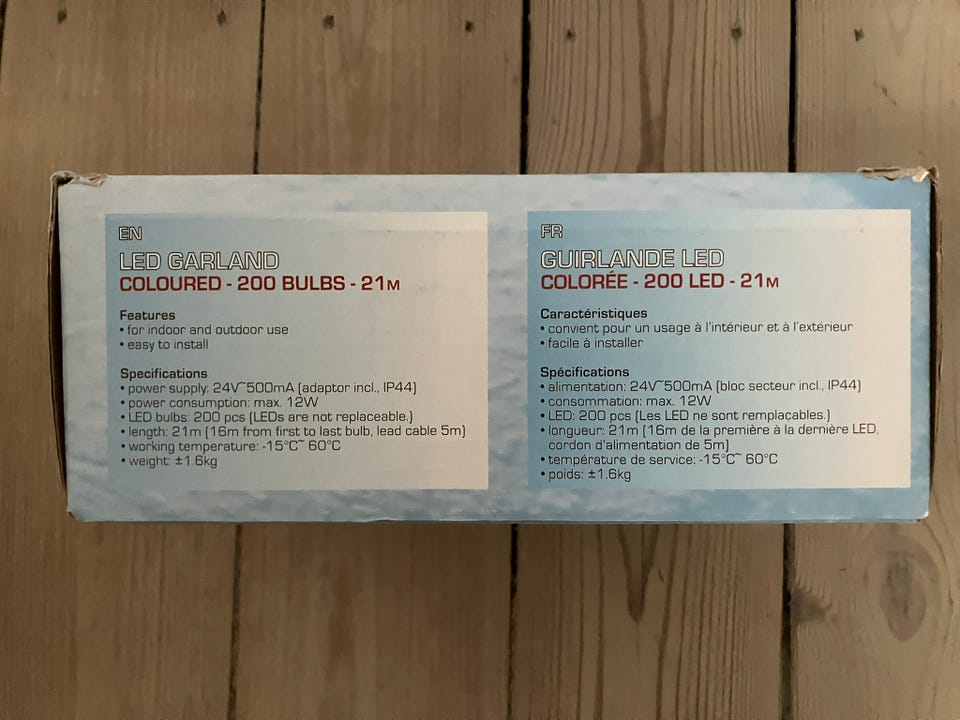 EN
LED GARLAND
COLOURED - 200 BULBS - 21M
Features
• for indoor and outdoor use
• easy to install
Specifications
• power supply: 24V~500mA (adaptor incl., IP44)
• power consumption: max. 12W
• LED bulbs: 200 pcs (LEDs are not replaceable.)
• length: 21m (16m from first to last bulb, lead cable 5m)
• working temperature: -15°C~ 60°C
• weight: ±1.6kg
FR
GUIRLANDE LED
COLORÉE - 200 LED - 21M
Caractéristiques
• convient pour un usage à l'intérieur et à l'extérieur
• facile à installer
Spécifications
• alimentation: 24V~500mA (bloc secteur incl., IP44)
• consommation: max. 12W
• LED: 200 pcs (Les LED ne sont remplaçables.)
• longueur: 21m (16m de la première à la dernière LED,
cordon d'alimentation de 5m)
• température de service: -15°C~ 60°C
• poids: ±1.6kg